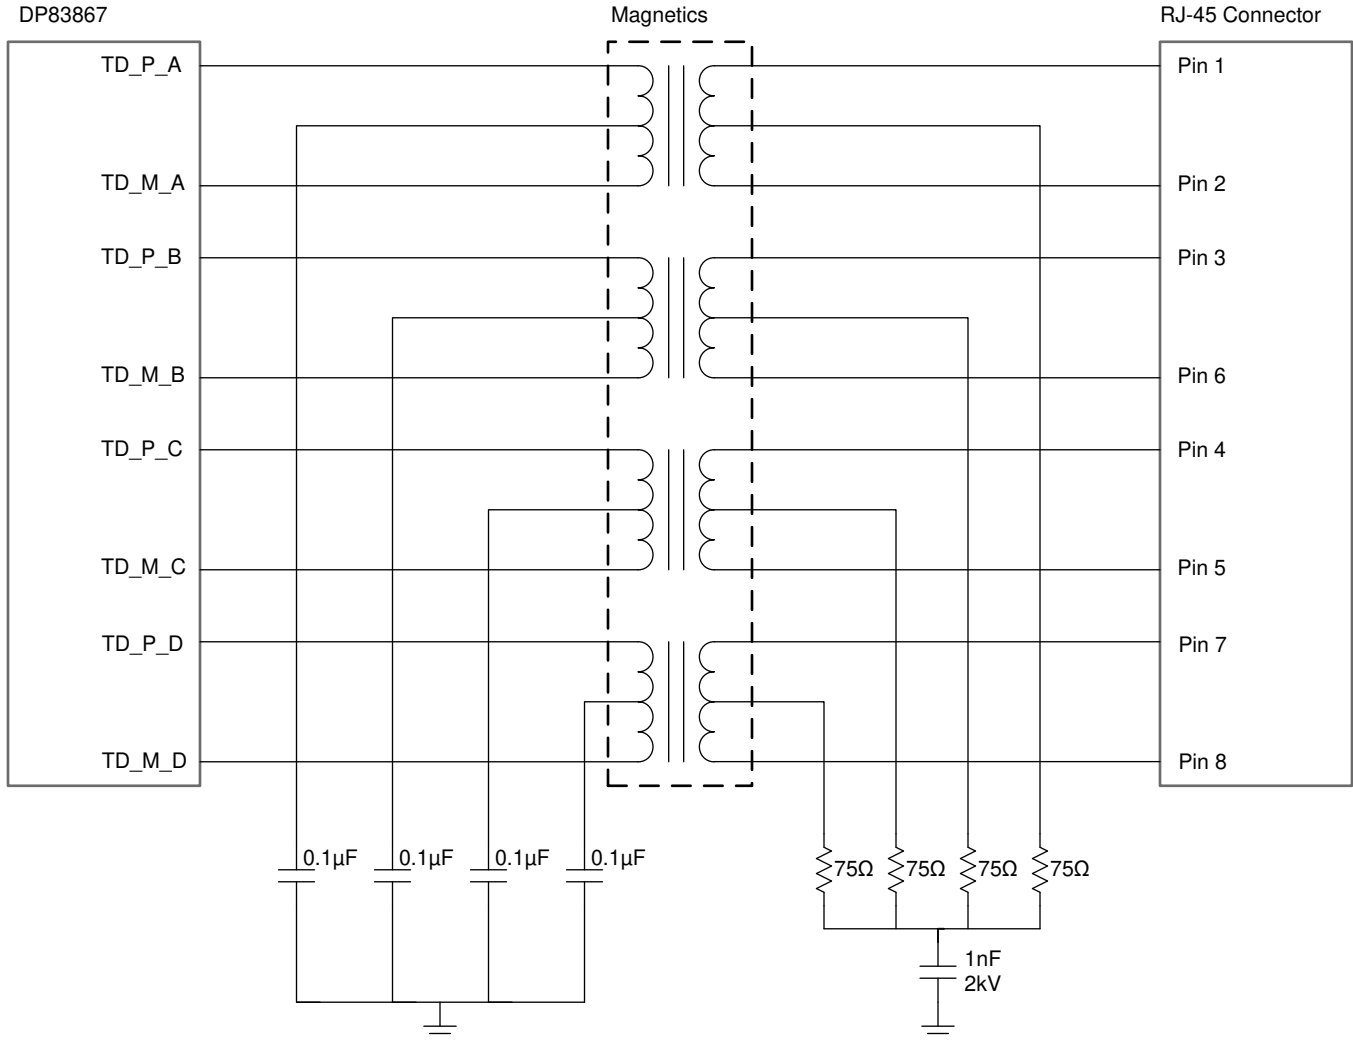 DP83867 Magnetics RJ-45 Connector
TD_P_A Pin 1
TD_M_A Pin 2
TD_P_B Pin 3
TD_M_B Pin 6
TD_P_C Pin 4
TD_M_C Pin 5
TD_P_D Pin 7
TD_M_D Pin 8
0.1µF 0.1µF 0.1µF 0.1µF
75Ω 75Ω 75Ω 75Ω
1nF
2kV